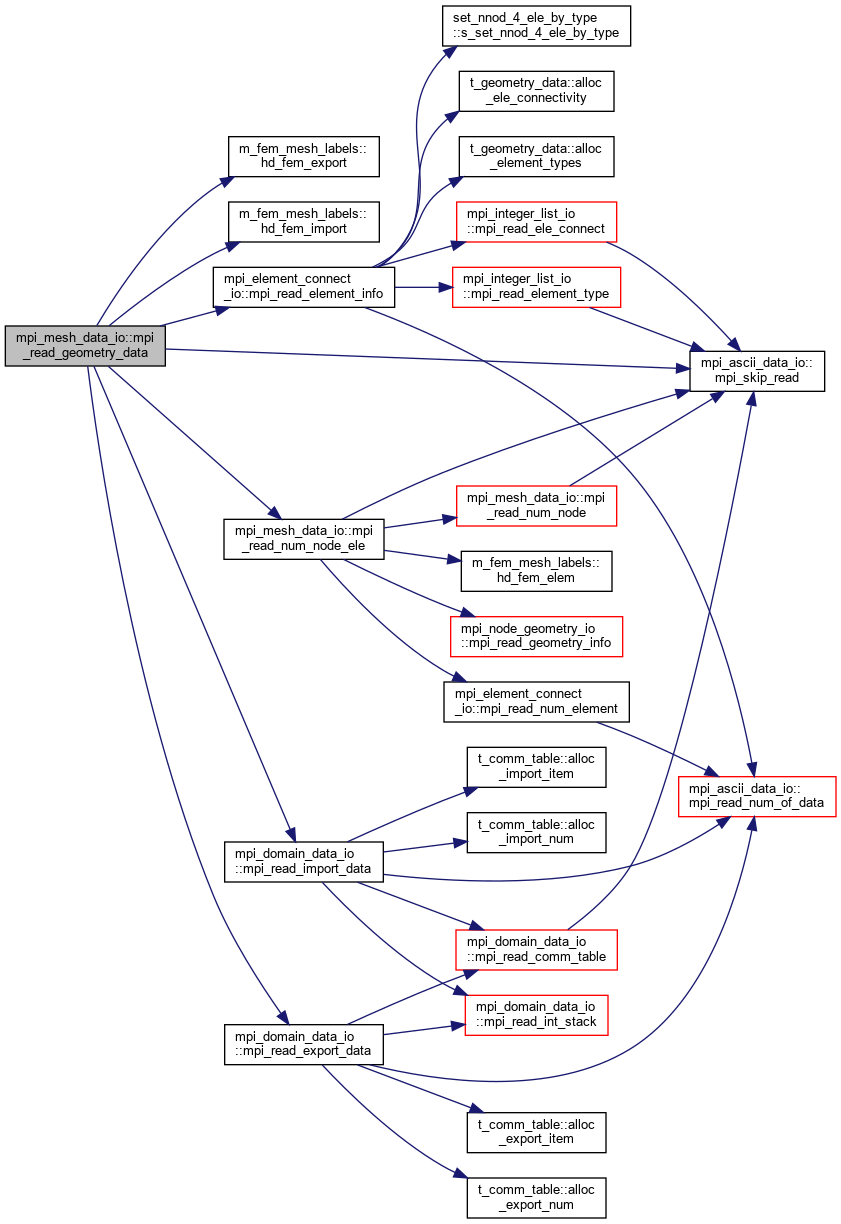 set_nnod_4_ele_by_type
::s_set_nnod_4_ele_by_type
t_geometry_data::alloc
_ele_connectivity
m_fem_mesh_labels::
hd_fem_export
t_geometry_data::alloc
_element_types
m_fem_mesh_labels::
hd_fem_import
mpi_integer_list_io
::mpi_read_ele_connect
mpi_element_connect
_io::mpi_read_element_info
mpi_integer_list_io
::mpi_read_element_type
mpi_mesh_data_io::mpi
_read_geometry_data
mpi_ascii_data_io::
mpi_skip_read
mpi_mesh_data_io::mpi
_read_num_node
mpi_mesh_data_io::mpi
_read_num_node_ele
m_fem_mesh_labels::
hd_fem_elem
mpi_node_geometry_io
::mpi_read_geometry_info
mpi_element_connect
_io::mpi_read_num_element
t_comm_table::alloc
_import_item
mpi_ascii_data_io::
mpi_read_num_of_data
t_comm_table::alloc
_import_num
mpi_domain_data_io
::mpi_read_import_data
mpi_domain_data_io
::mpi_read_comm_table
mpi_domain_data_io
::mpi_read_int_stack
mpi_domain_data_io
::mpi_read_export_data
t_comm_table::alloc
_export_item
t_comm_table::alloc
_export_num